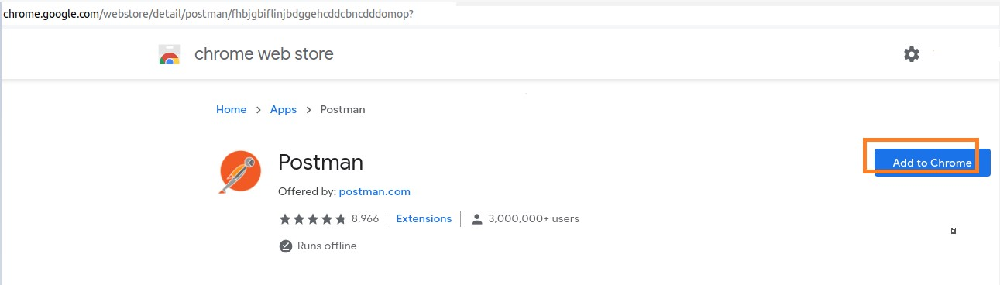 chrome.google.com/webstore/detail/postman/fhbjgbiflinjbdggehcddcbncdddomop?
chrome web store
Home > Apps > Postman
Postman
Add to Chrome
Offered by: postman.com
8,966 | Extensions | 3,000,000+ users
Runs offline